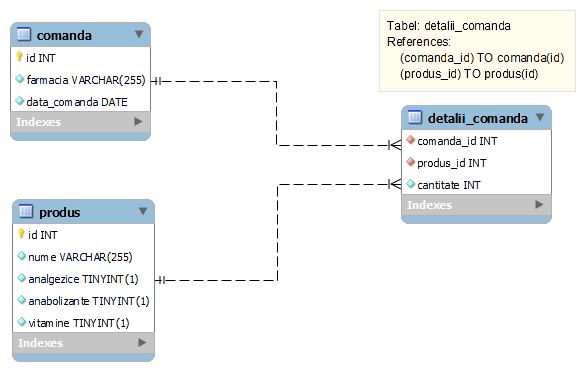 comanda
id INT
farmacia VARCHAR(255)
data_comanda DATE
Indexes
Tabel: detalii_comanda
References:
(comanda_id) TO comanda(id)
(produs_id) TO produs(id)
detalii_comanda
comanda_id INT
produs_id INT
cantitate INT
Indexes
produs
id INT
nume VARCHAR(255)
analgezice TINYINT(1)
anabolizante TINYINT(1)
vitamine TINYINT(1)
Indexes